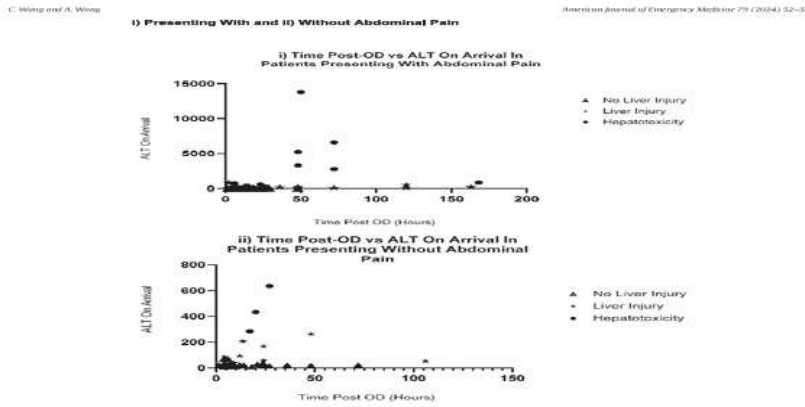 C. Wang and A. Wong
American Journal of Emergency Medicine 79 (2024) 52–5
i) Presenting With and ii) Without Abdominal Pain
i) Time Post-OD vs ALT On Arrival In
Patients Presenting With Abdominal Pain
15000
10000
5000
0
ALT On Arrival
0 50 100 150 200
Time Post OD (Hours)
No Liver Injury
Liver Injury
Hepatotoxicity
ii) Time Post-OD vs ALT On Arrival In
Patients Presenting Without Abdominal
Pain
800
600
400
200
0
ALT On Arrival
0 50 100 150
Time Post OD (Hours)
No Liver Injury
Liver Injury
Hepatotoxicity